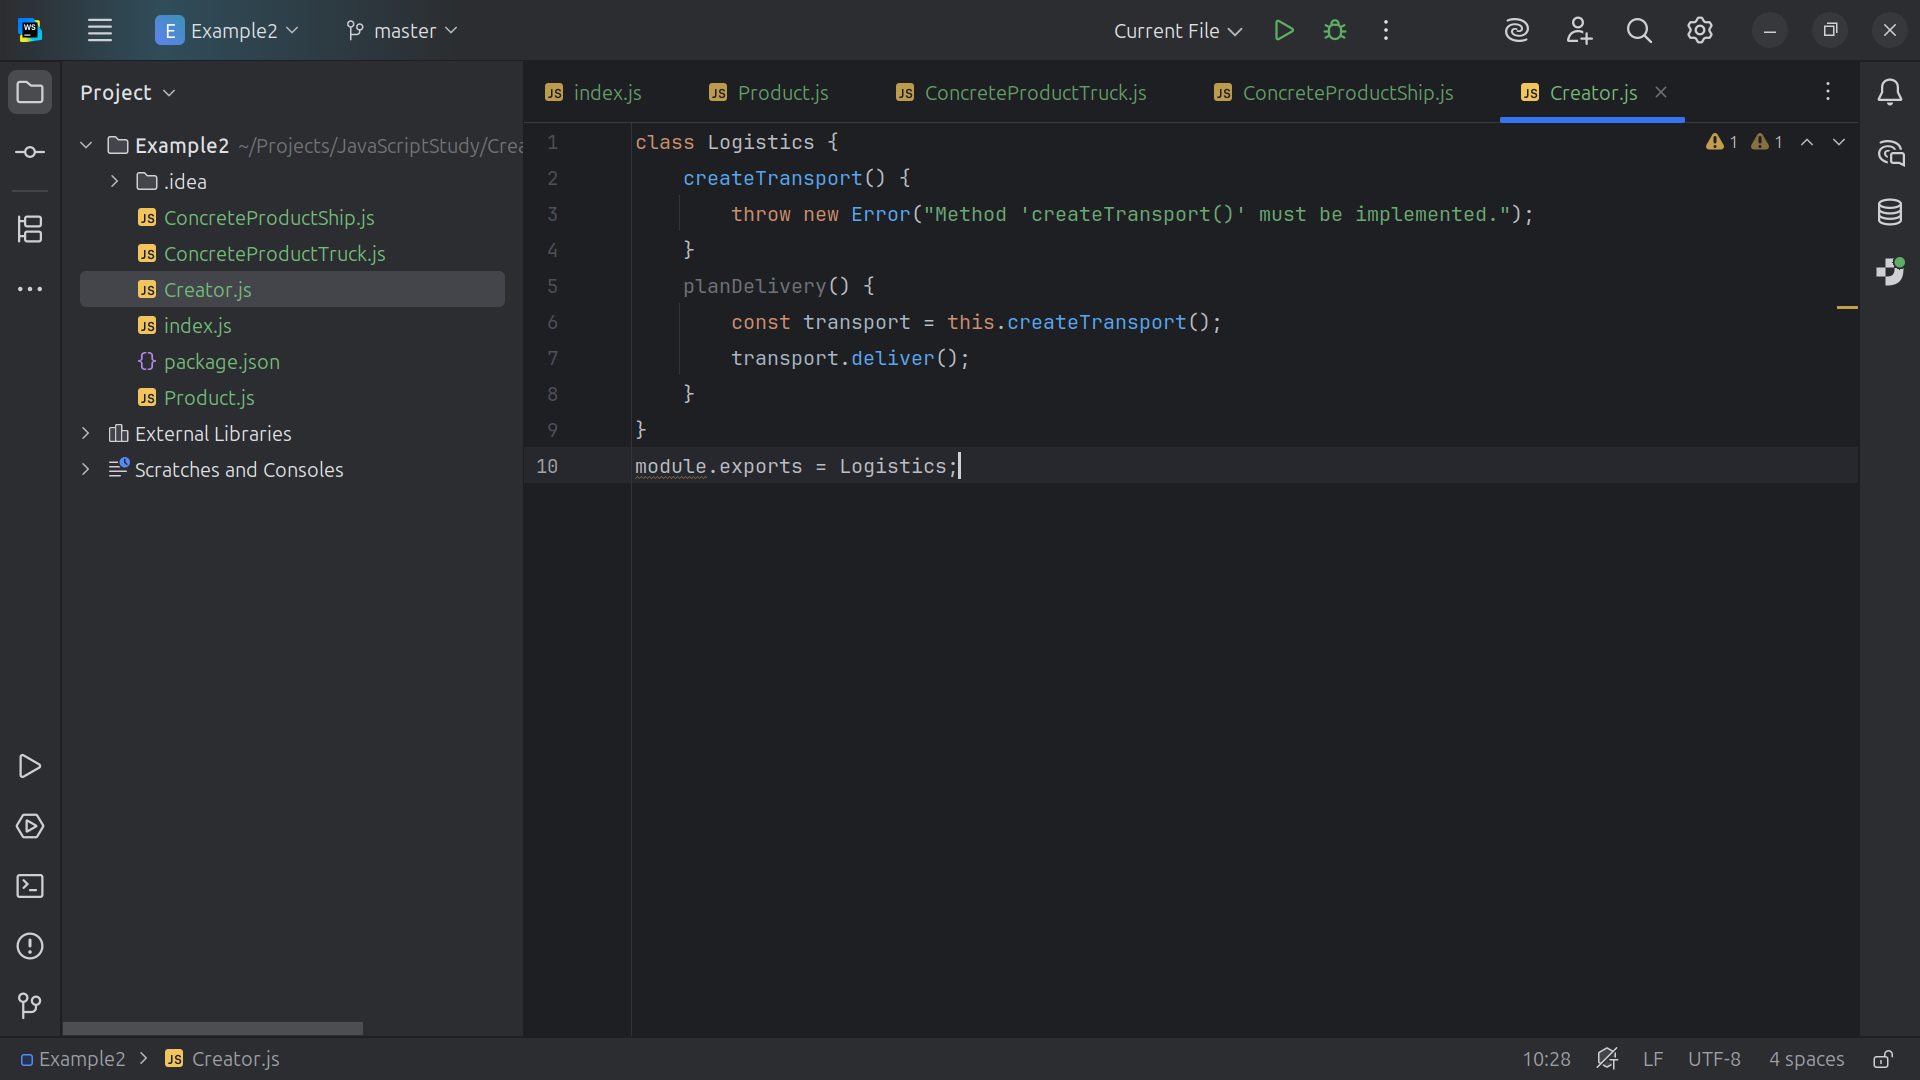 WS
E Example2
master
Current File
Project
index.js
Product.js
ConcreteProductTruck.js
ConcreteProductShip.js
Creator.js
Example2 ~/Projects/JavaScriptStudy/Crea
.idea
ConcreteProductShip.js
ConcreteProductTruck.js
Creator.js
index.js
package.json
Product.js
External Libraries
Scratches and Consoles
1 class Logistics {
2 createTransport() {
3 throw new Error("Method 'createTransport()' must be implemented.");
4 }
5 planDelivery() {
6 const transport = this.createTransport();
7 transport.deliver();
8 }
9 }
10 module.exports = Logistics;
1 1
Example2 > JS Creator.js
10:28 LF UTF-8 4 spaces